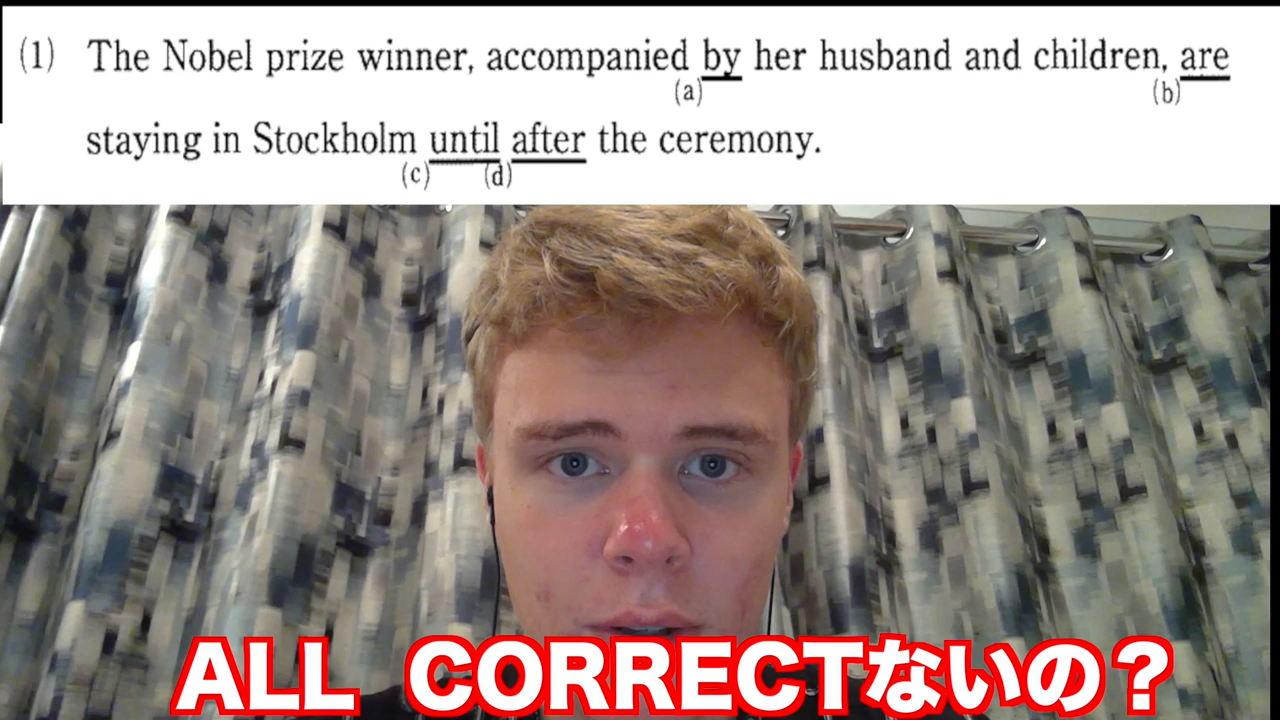 (1) The Nobel prize winner, accompanied by her husband and children, are
(a) (b)
staying in Stockholm until after the ceremony.
(c) (d)
ALL CORRECTないの？